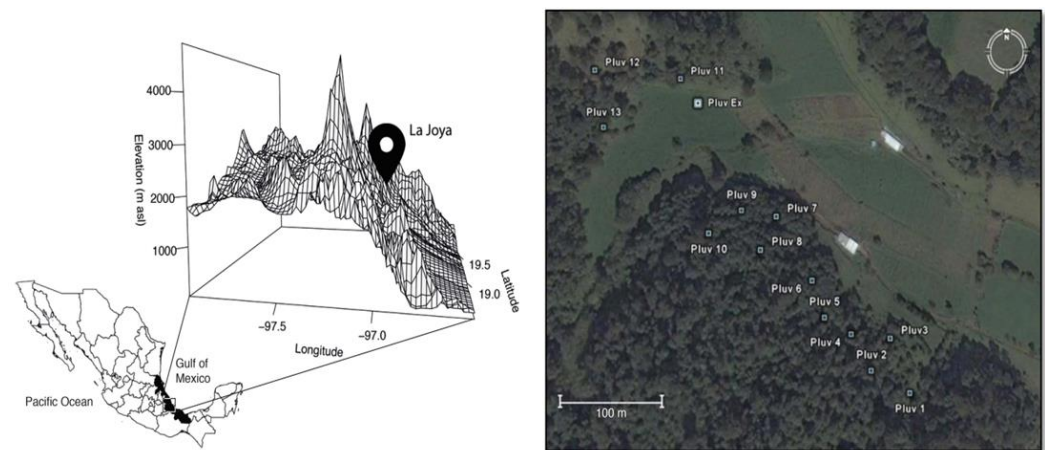 4000
3000
2000
1000
Elevation (m asl)
La Joya
19.5
19.0
Latitude
−97.5
−97.0
Longitude
Gulf of
Mexico
Pacific Ocean
N
Pluv 12
Pluv 11
Pluv Ex
Pluv 13
Pluv 9
Pluv 7
Pluv 10
Pluv 8
Pluv 6
Pluv 5
Pluv 4
Pluv3
Pluv 2
Pluv 1
100 m